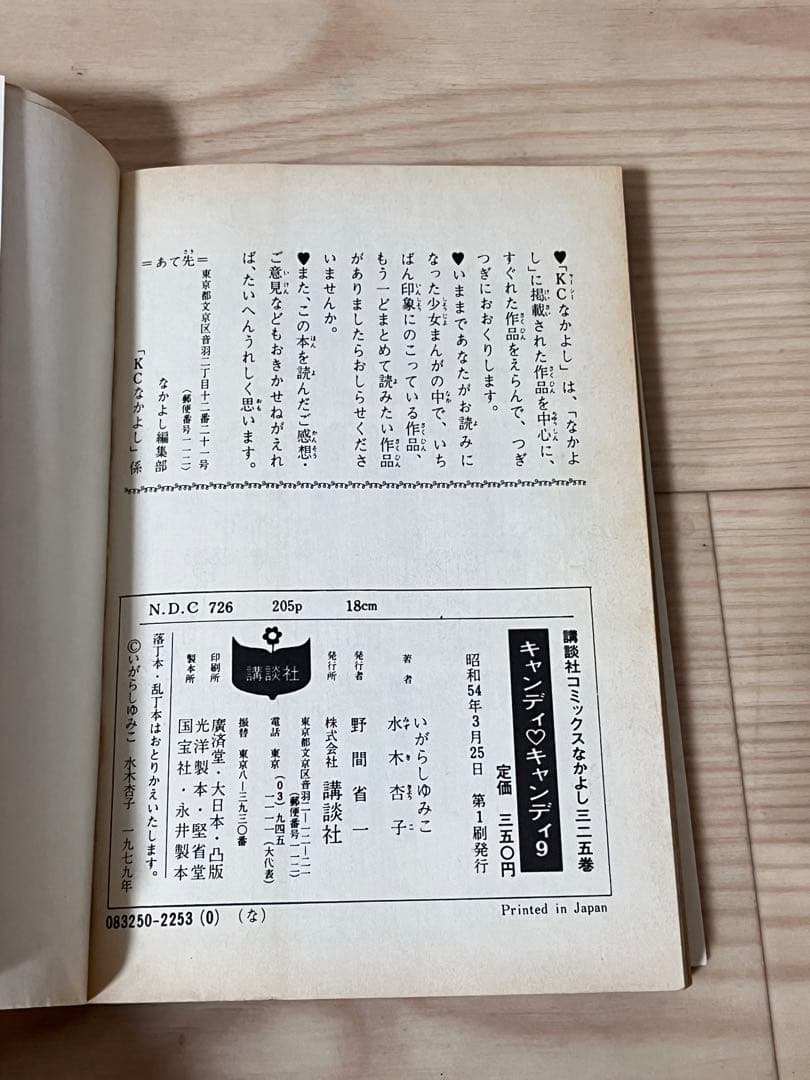 ♥「KCなかよし」は、「なかよ
し」に掲載された作品を中心に、
すぐれた作品をえらんで、つぎ
つぎにおおくりします。
♥いままであなたがお読みに
なった少女まんがの中で、いち
ばん印象にのこっている作品、
もう一どまとめて読みたい作品
がありましたらおしらせくださ
いませんか。
♥また、この本を読んだご感想・
ご意見などもおきかせねがえれ
ば、たいへんうれしく思います。
＝あて先＝
東京都文京区音羽二丁目十二番二十一号
（郵便番号一一二）
なかよし編集部
「KCなかよし」係
N.D.C 726 205p 18cm
講談社コミックスなかよし三二五巻
キャンディ♡キャンディ9
定価 三五〇円
昭和54年3月25日 第1刷発行
著者 いがらしゆみこ
水木杏子
発行者 野間省一
発行所 株式会社 講談社
東京都文京区音羽二―一二―二一
（郵便番号一一二）
電話 東京（03）九四五
一一一一（大代表）
振替 東京八―三九三〇番
講談社
印刷所 廣済堂・大日本・凸版
製本所 光洋製本・堅省堂
国宝社・永井製本
落丁本・乱丁本はおとりかえいたします。
©いがらしゆみこ 水木杏子 一九七九年
083250-2253 (0) (な)
Printed in Japan